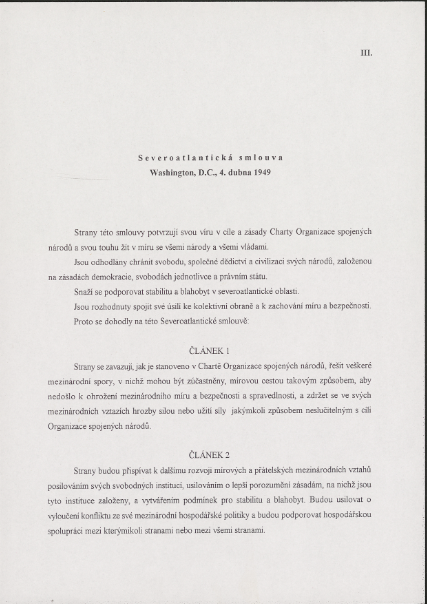 III.
Severoatlantická smlouva
Washington, D.C., 4. dubna 1949
Strany této smlouvy potvrzují svou víru v cíle a zásady Charty Organizace spojených
národů a svou touhu žít v míru se všemi národy a všemi vládami.
Jsou odhodlány chránit svobodu, společné dědictví a civilizaci svých národů, založenou
na zásadách demokracie, svobodách jednotlivce a právním státu.
Snaží se podporovat stabilitu a blahobyt v severoatlantické oblasti.
Jsou rozhodnuty spojit své úsilí ke kolektivní obraně a k zachování míru a bezpečnosti.
Proto se dohodly na této Severoatlantické smlouvě:
ČLÁNEK 1
Strany se zavazují, jak je stanoveno v Chartě Organizace spojených národů, řešit veškeré
mezinárodní spory, v nichž mohou být zúčastněny, mírovou cestou takovým způsobem, aby
nedošlo k ohrožení mezinárodního míru a bezpečnosti a spravedlnosti, a zdržet se ve svých
mezinárodních vztazích hrozby silou nebo užití síly jakýmkoli způsobem neslučitelným s cíli
Organizace spojených národů.
ČLÁNEK 2
Strany budou přispívat k dalšímu rozvoji mírových a přátelských mezinárodních vztahů
posilováním svých svobodných institucí, usilováním o lepší porozumění zásadám, na nichž jsou
tyto instituce založeny, a vytvářením podmínek pro stabilitu a blahobyt. Budou usilovat o
vyloučení konfliktu ze své mezinárodní hospodářské politiky a budou podporovat hospodářskou
spolupráci mezi kterýmikoli stranami nebo mezi všemi stranami.